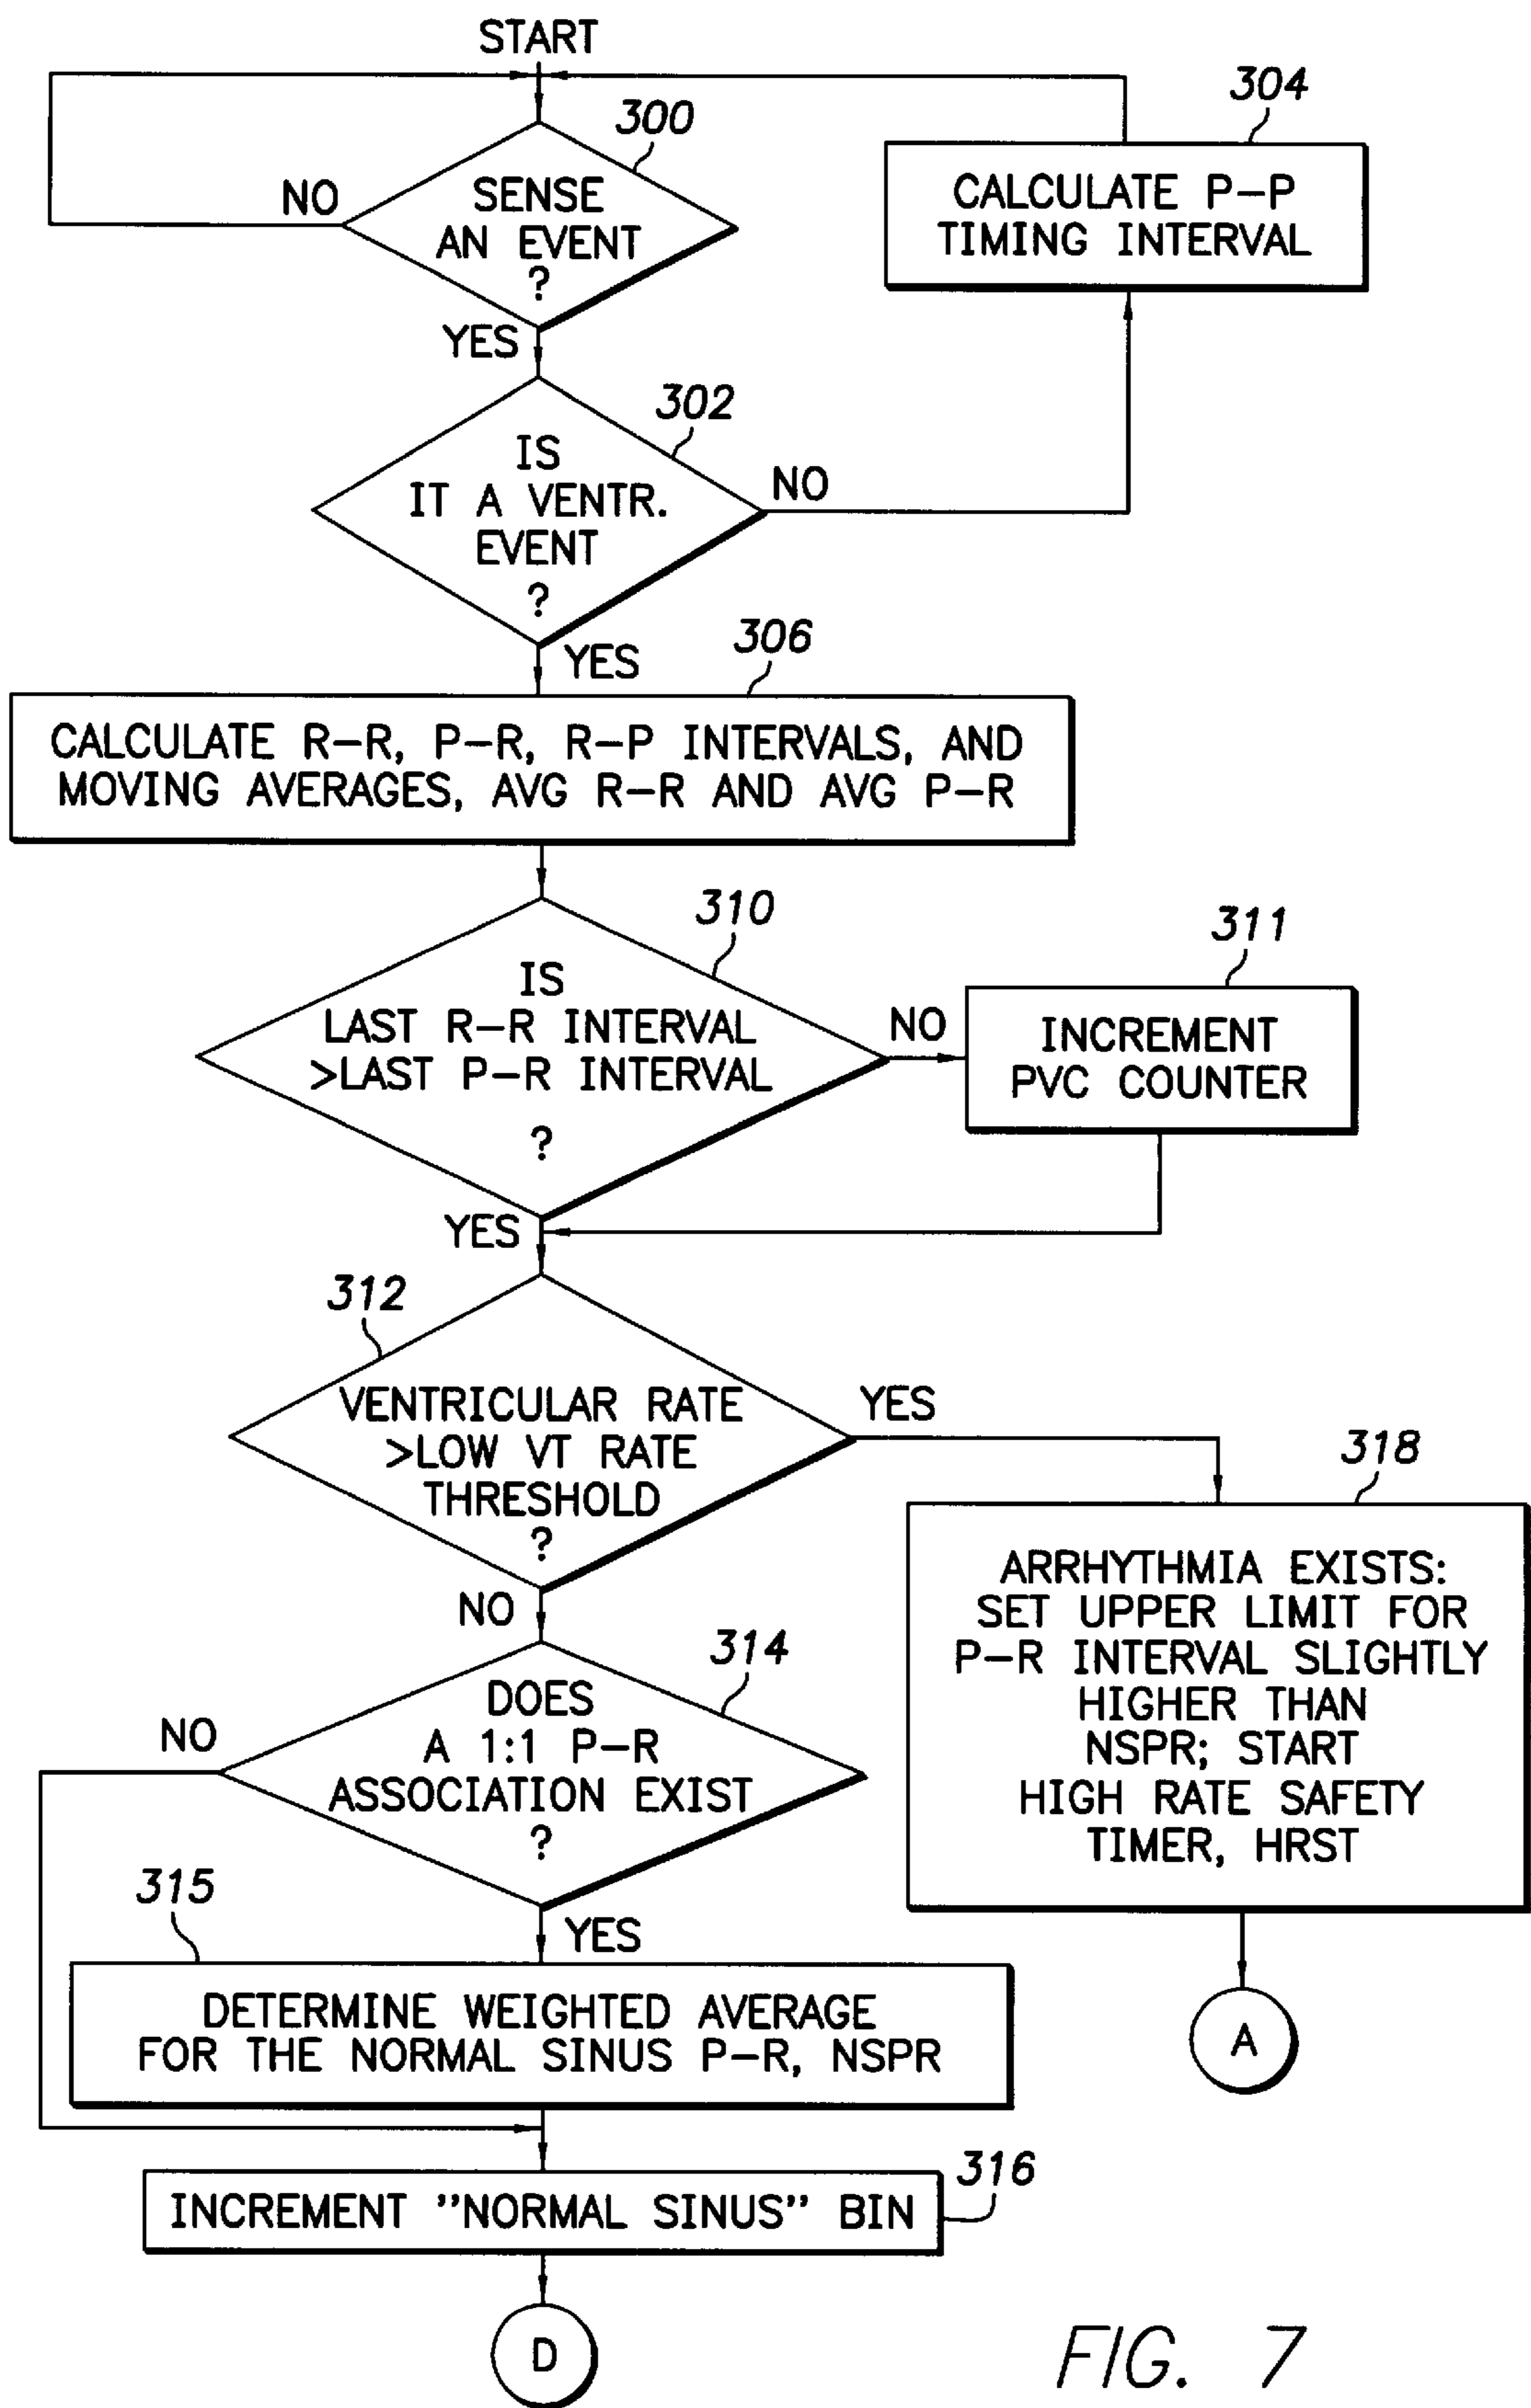 START
300
304
SENSE
AN EVENT
?
NO
YES
CALCULATE P-P
TIMING INTERVAL
302
IS
IT A VENTR.
EVENT
?
NO
YES
306
CALCULATE R-R, P-R, R-P INTERVALS, AND
MOVING AVERAGES, AVG R-R AND AVG P-R
310
IS
LAST R-R INTERVAL
>LAST P-R INTERVAL
?
NO
YES
311
INCREMENT
PVC COUNTER
312
VENTRICULAR RATE
>LOW VT RATE
THRESHOLD
?
YES
NO
318
ARRHYTHMIA EXISTS:
SET UPPER LIMIT FOR
P-R INTERVAL SLIGHTLY
HIGHER THAN
NSPR; START
HIGH RATE SAFETY
TIMER, HRST
A
314
DOES
A 1:1 P-R
ASSOCIATION EXIST
?
NO
YES
315
DETERMINE WEIGHTED AVERAGE
FOR THE NORMAL SINUS P-R, NSPR
316
INCREMENT "NORMAL SINUS" BIN
D
FIG. 7